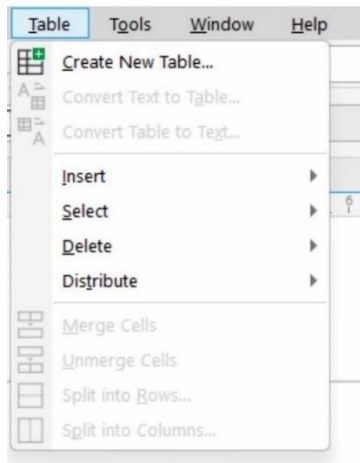 Table Tools Window Help
Create New Table...
Convert Text to Table...
Convert Table to Text...
Insert
Select
Delete
Distribute
Merge Cells
Unmerge Cells
Split into Rows...
Split into Columns...
6